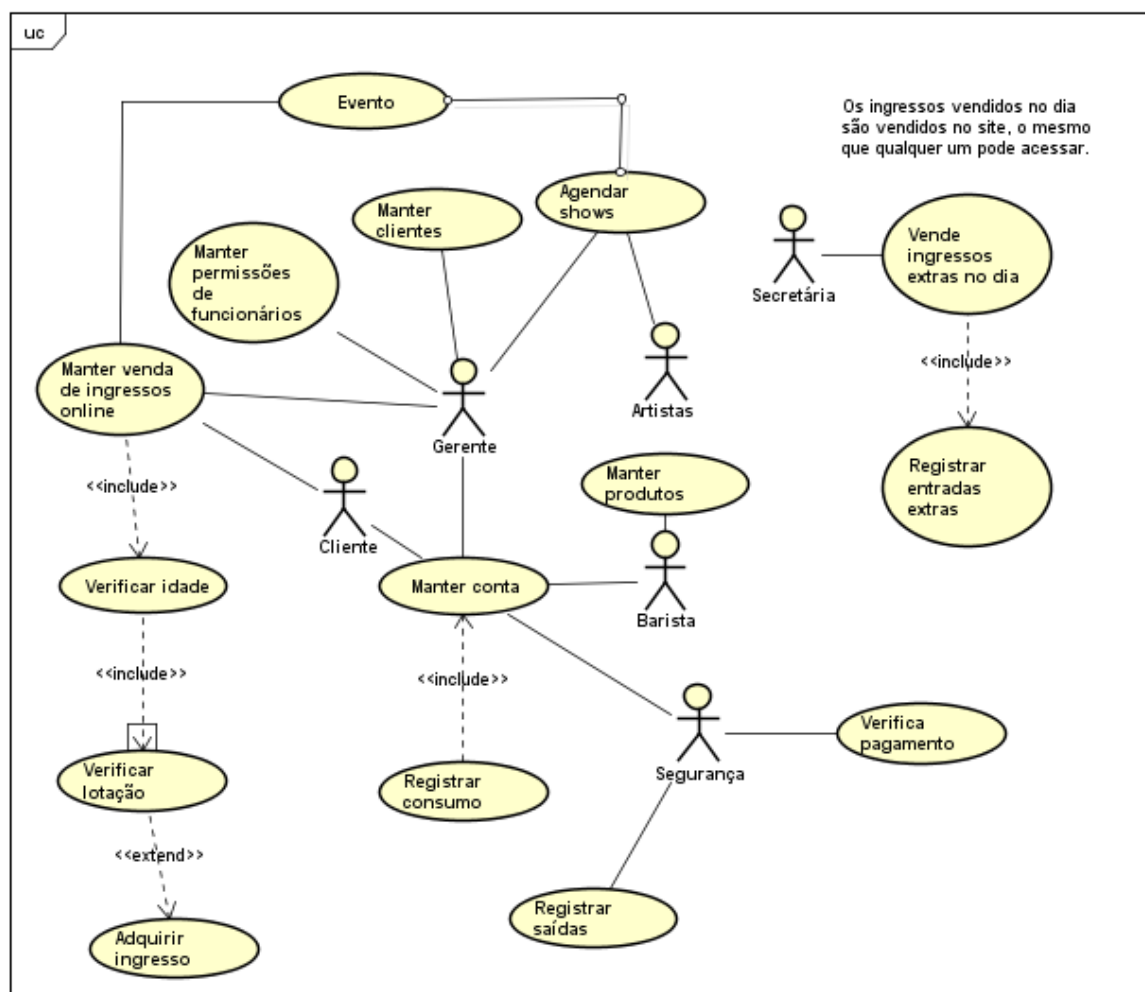 uc
Evento
Os ingressos vendidos no dia
são vendidos no site, o mesmo
que qualquer um pode acessar.
Agendar
shows
Manter
clientes
Manter
permissões
de
funcionários
Vende
ingressos
extras no dia
Secretária
<<include>>
Manter venda
de ingressos
online
Artistas
Gerente
Manter
produtos
Registrar
entradas
extras
<<include>>
Cliente
Verificar idade
Manter conta
Barista
<<include>>
<<include>>
Verifica
pagamento
Segurança
Verificar
lotação
Registrar
consumo
<<extend>>
Registrar
saídas
Adquirir
ingresso